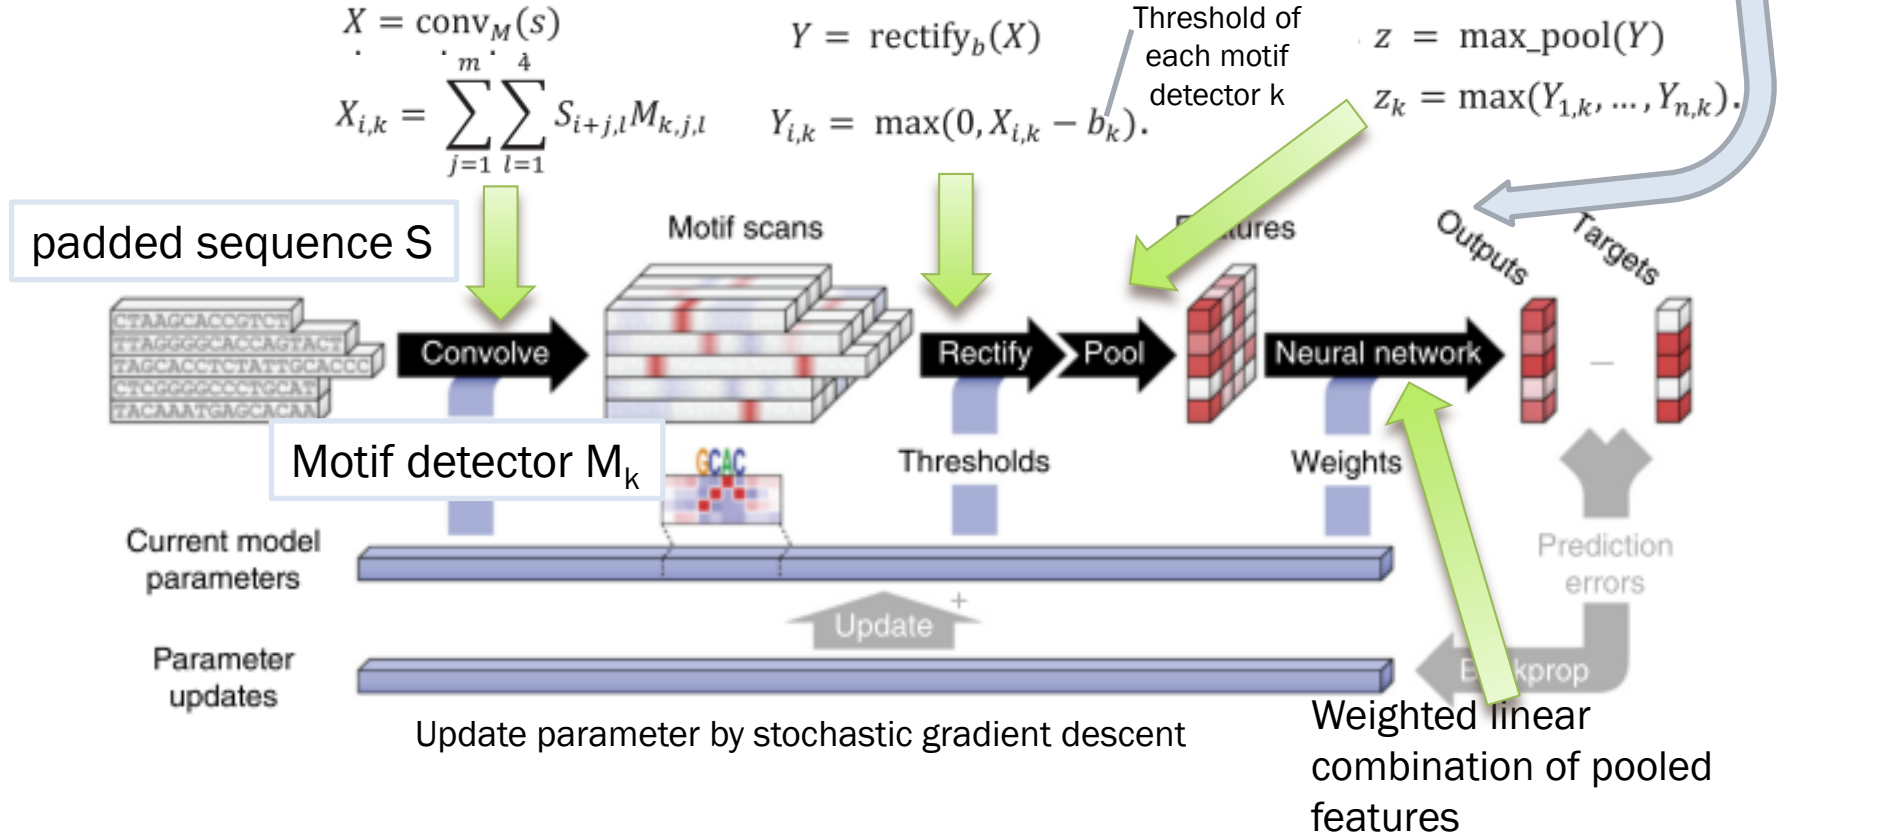 X = conv_M(s)
X_{i,k} = \sum_{j=1}^{m} \sum_{l=1}^{4} S_{i+j,l} M_{k,j,l}
Y = rectify_b(X)
Y_{i,k} = max(0, X_{i,k} − b_k).
Threshold of
each motif
detector k
z = max_pool(Y)
z_k = max(Y_{1,k}, …, Y_{n,k}).
padded sequence S
Motif scans
Outputs
Targets
CTAAGCACCGTCT
TTAGGGGCACCAGTACT
TAGCACCTCTATTGCACCC
CTCGGGGCCCTGCAT
TACAAATGAGCACAA
Convolve
Rectify
Pool
Neural network
−
Motif detector M_k
GCAC
Thresholds
Weights
Current model
parameters
Prediction
errors
Update
+
Parameter
updates
Update parameter by stochastic gradient descent
Weighted linear
combination of pooled
features